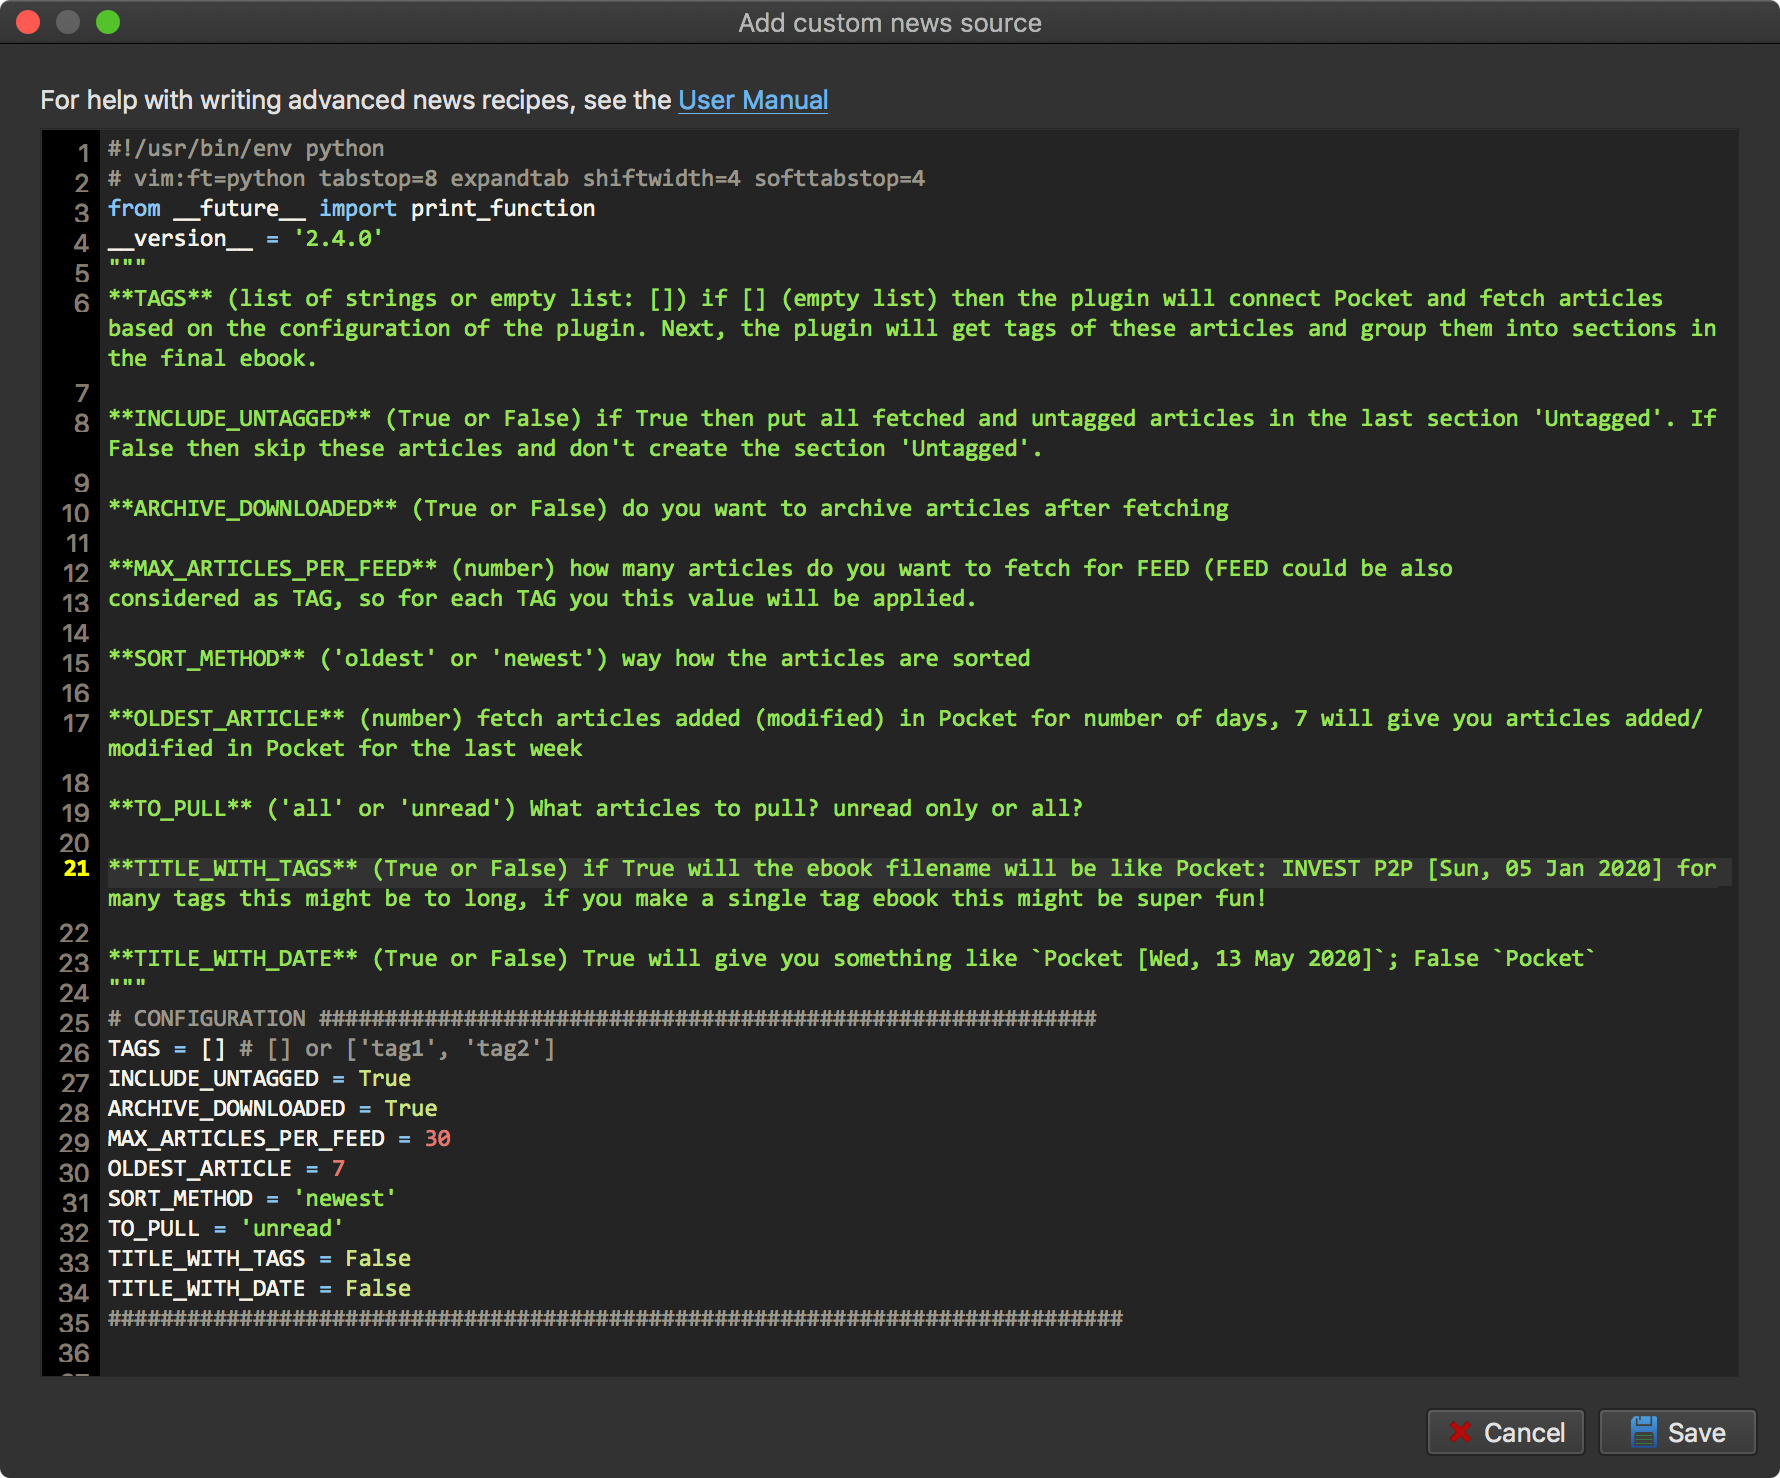 Add custom news source
For help with writing advanced news recipes, see the User Manual
1 #!/usr/bin/env python
2 # vim:ft=python tabstop=8 expandtab shiftwidth=4 softtabstop=4
3 from __future__ import print_function
4 __version__ = '2.4.0'
5 """
6 **TAGS** (list of strings or empty list: []) if [] (empty list) then the plugin will connect Pocket and fetch articles
based on the configuration of the plugin. Next, the plugin will get tags of these articles and group them into sections in
the final ebook.
7
8 **INCLUDE_UNTAGGED** (True or False) if True then put all fetched and untagged articles in the last section 'Untagged'. If
False then skip these articles and don't create the section 'Untagged'.
9
10 **ARCHIVE_DOWNLOADED** (True or False) do you want to archive articles after fetching
11
12 **MAX_ARTICLES_PER_FEED** (number) how many articles do you want to fetch for FEED (FEED could be also
13 considered as TAG, so for each TAG you this value will be applied.
14
15 **SORT_METHOD** ('oldest' or 'newest') way how the articles are sorted
16
17 **OLDEST_ARTICLE** (number) fetch articles added (modified) in Pocket for number of days, 7 will give you articles added/
modified in Pocket for the last week
18
19 **TO_PULL** ('all' or 'unread') What articles to pull? unread only or all?
20
21 **TITLE_WITH_TAGS** (True or False) if True will the ebook filename will be like Pocket: INVEST P2P [Sun, 05 Jan 2020] for
many tags this might be to long, if you make a single tag ebook this might be super fun!
22
23 **TITLE_WITH_DATE** (True or False) True will give you something like `Pocket [Wed, 13 May 2020]`; False `Pocket`
24 """
25 # CONFIGURATION ###########################################################
26 TAGS = [] # [] or ['tag1', 'tag2']
27 INCLUDE_UNTAGGED = True
28 ARCHIVE_DOWNLOADED = True
29 MAX_ARTICLES_PER_FEED = 30
30 OLDEST_ARTICLE = 7
31 SORT_METHOD = 'newest'
32 TO_PULL = 'unread'
33 TITLE_WITH_TAGS = False
34 TITLE_WITH_DATE = False
35 #############################################################################
36
Cancel
Save